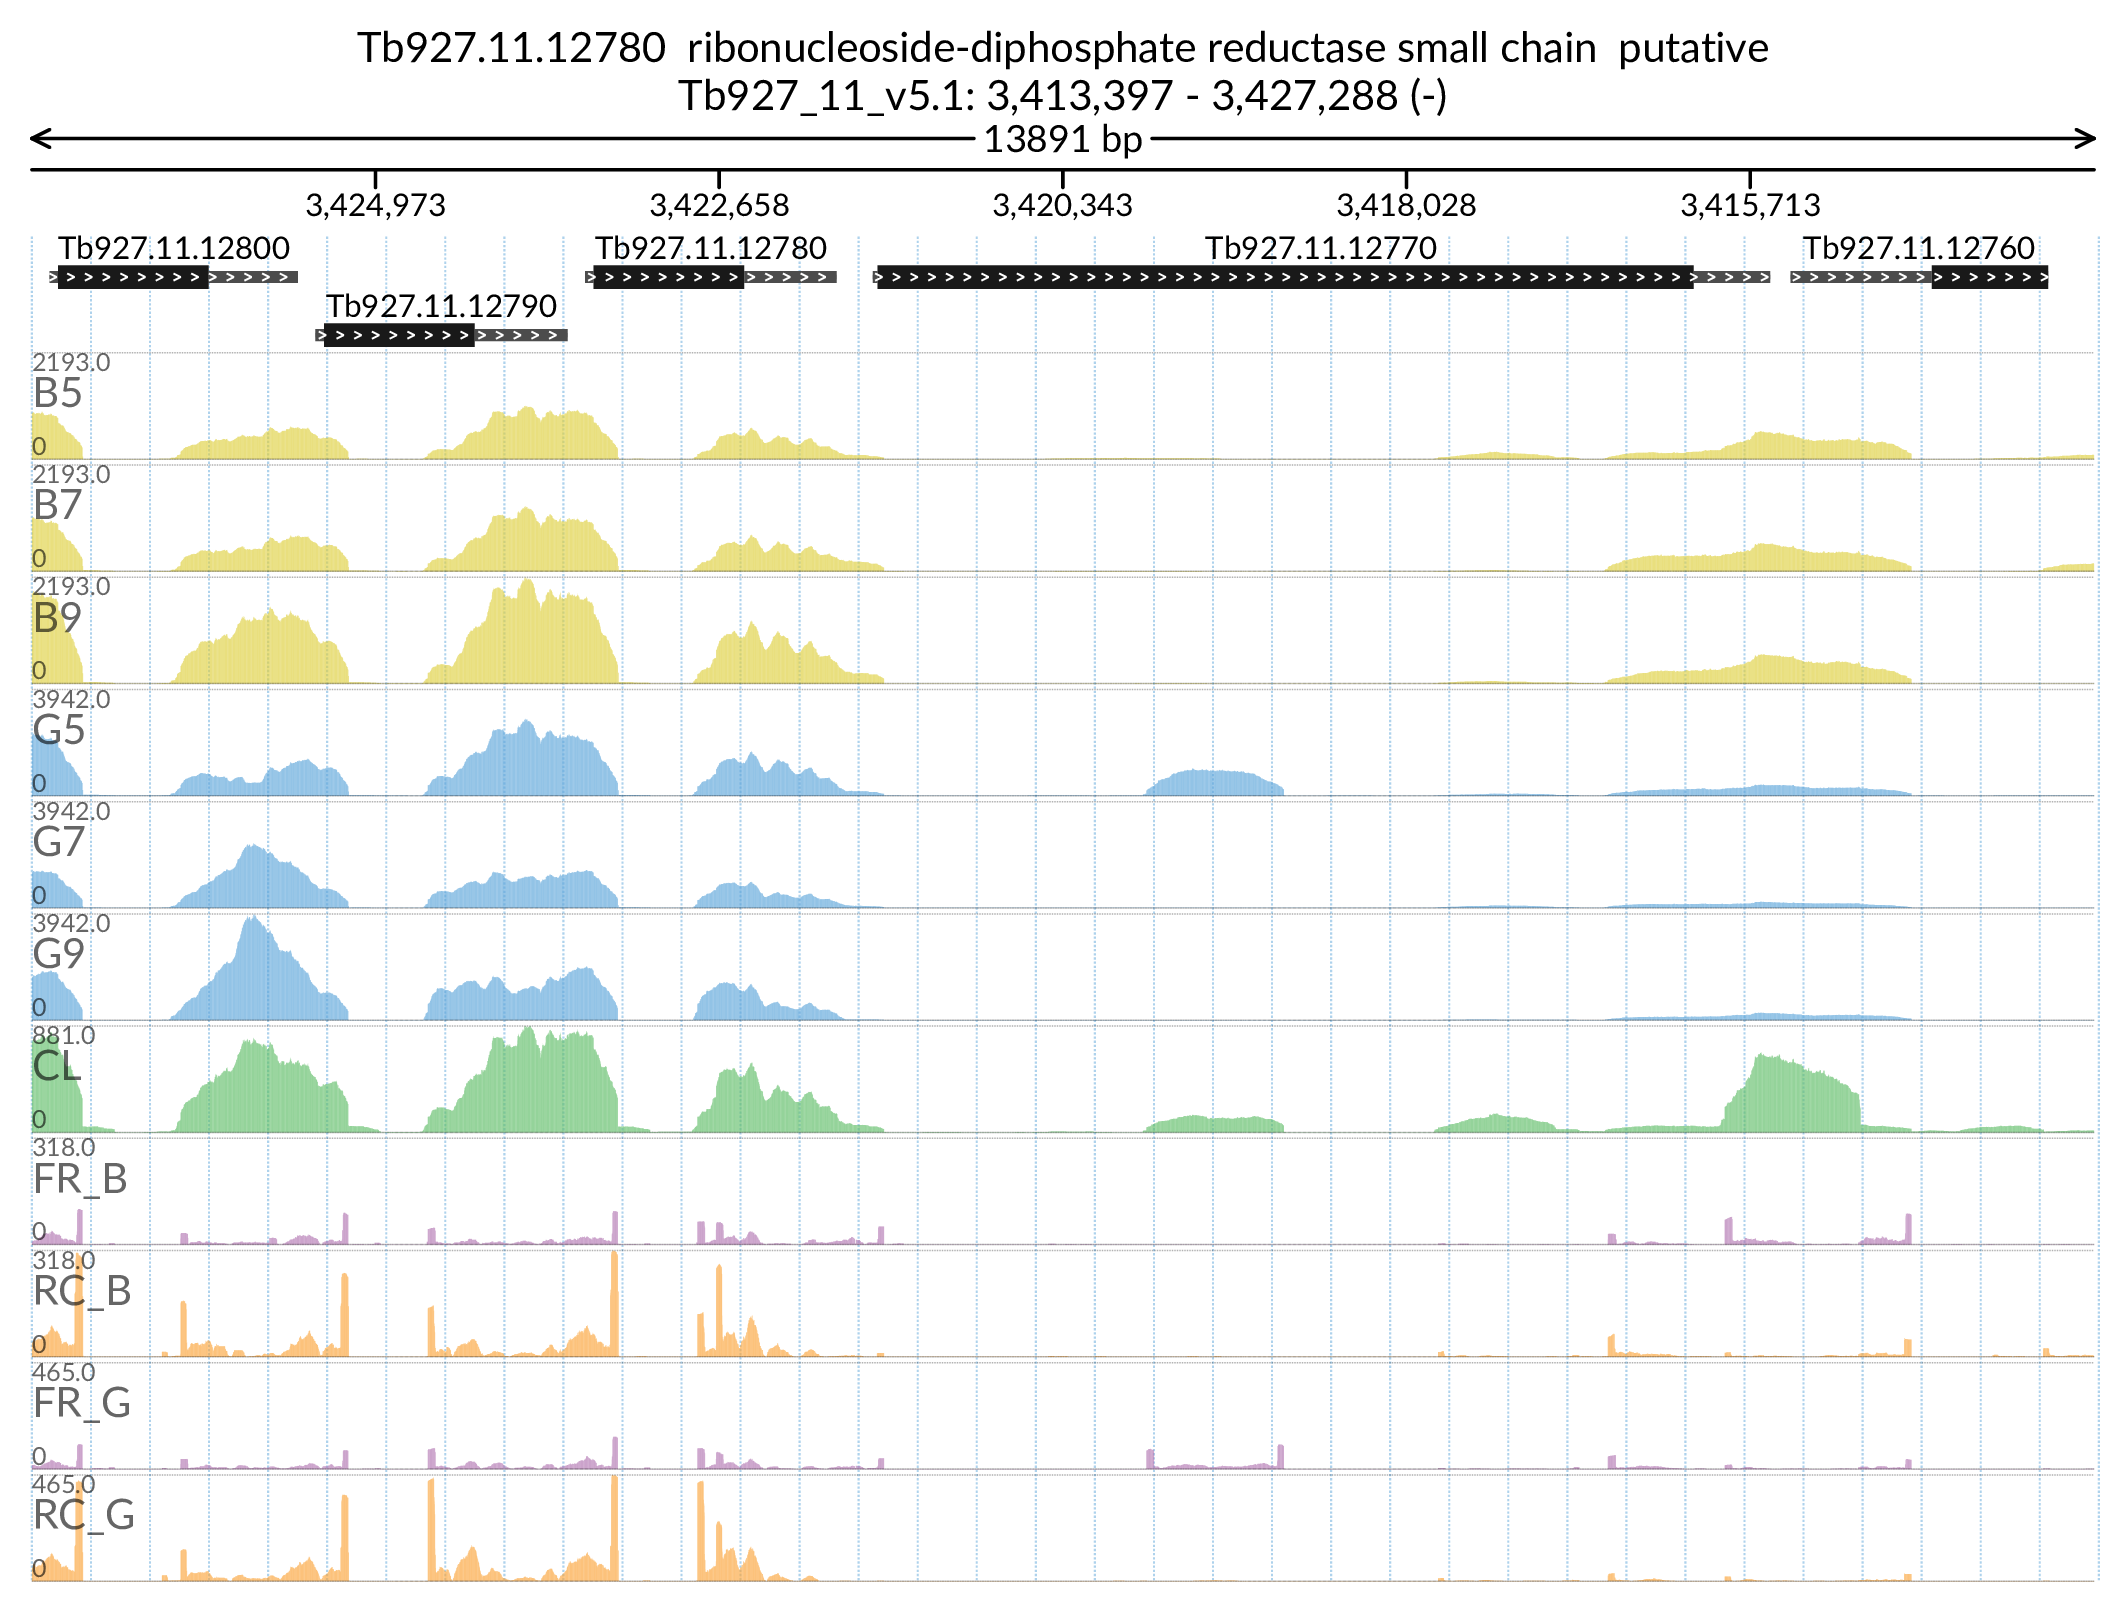 Tb927.11.12780  ribonucleoside-diphosphate reductase small chain  putative
Tb927_11_v5.1: 3,413,397 - 3,427,288 (-)
13891 bp
3,424,973 3,422,658 3,420,343 3,418,028 3,415,713
Tb927.11.12800 Tb927.11.12780 Tb927.11.12770 Tb927.11.12760
Tb927.11.12790
2193.0
B5
0
2193.0
B7
0
2193.0
B9
0
3942.0
G5
0
3942.0
G7
0
3942.0
G9
0
881.0
CL
0
318.0
FR_B
0
318.0
RC_B
0
465.0
FR_G
0
465.0
RC_G
0